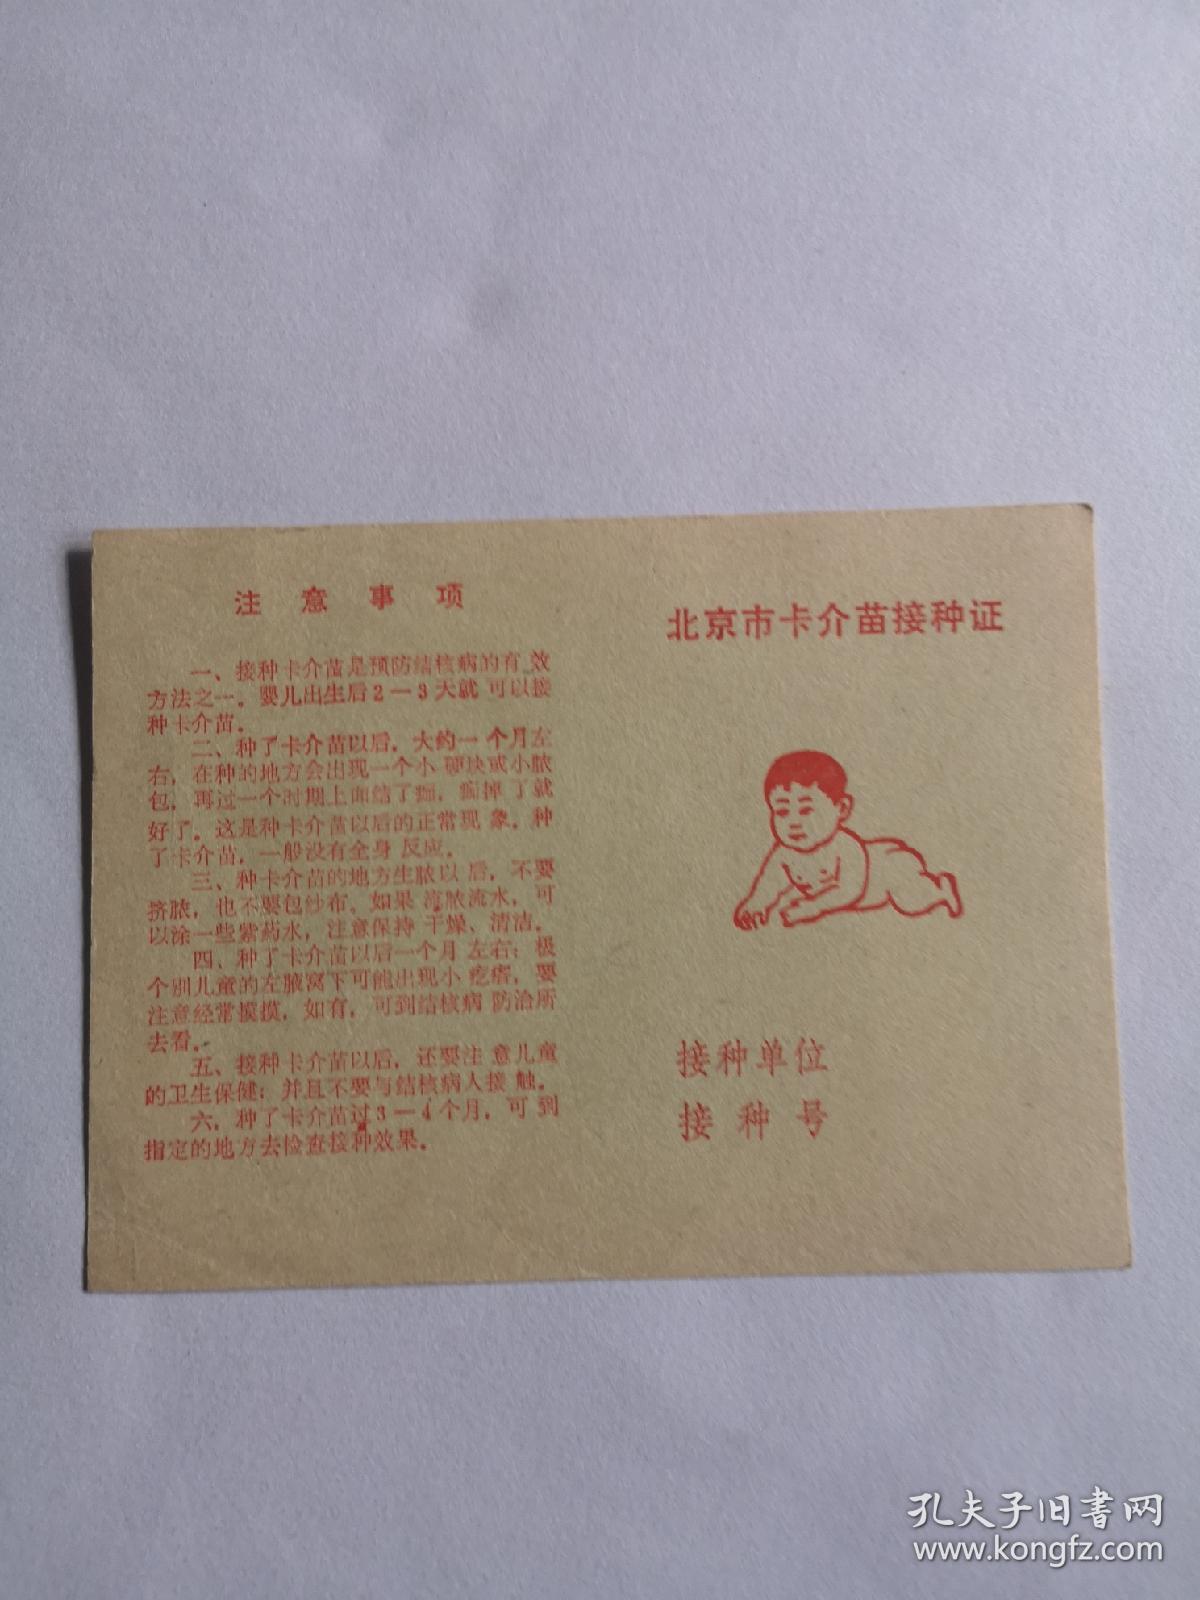 注意事项
一、接种卡介苗是预防结核病的有效
方法之一。婴儿出生后2—3天就可以接
种卡介苗。
二、种了卡介苗以后，大约一个月左
右，在种的地方会出现一个小硬块或小脓
包，再过一个时期上面结了痂，痂掉了就
好了。这是种卡介苗以后的正常现象。种
了卡介苗，一般没有全身反应。
三、种卡介苗的地方生脓以后，不要
挤脓，也不要包纱布。如果流脓流水，可
以涂一些紫药水，注意保持干燥、清洁。
四、种了卡介苗以后一个月左右；极
个别儿童的左腋窝下可能出现小疙瘩，要
注意经常摸摸，如有，可到结核病防治所
去看。
五、接种卡介苗以后，还要注意儿童
的卫生保健；并且不要与结核病人接触。
六、种了卡介苗过3—4个月，可到
指定的地方去检查接种效果。
北京市卡介苗接种证
接种单位
接种号
孔夫子旧书网
www.kongfz.com